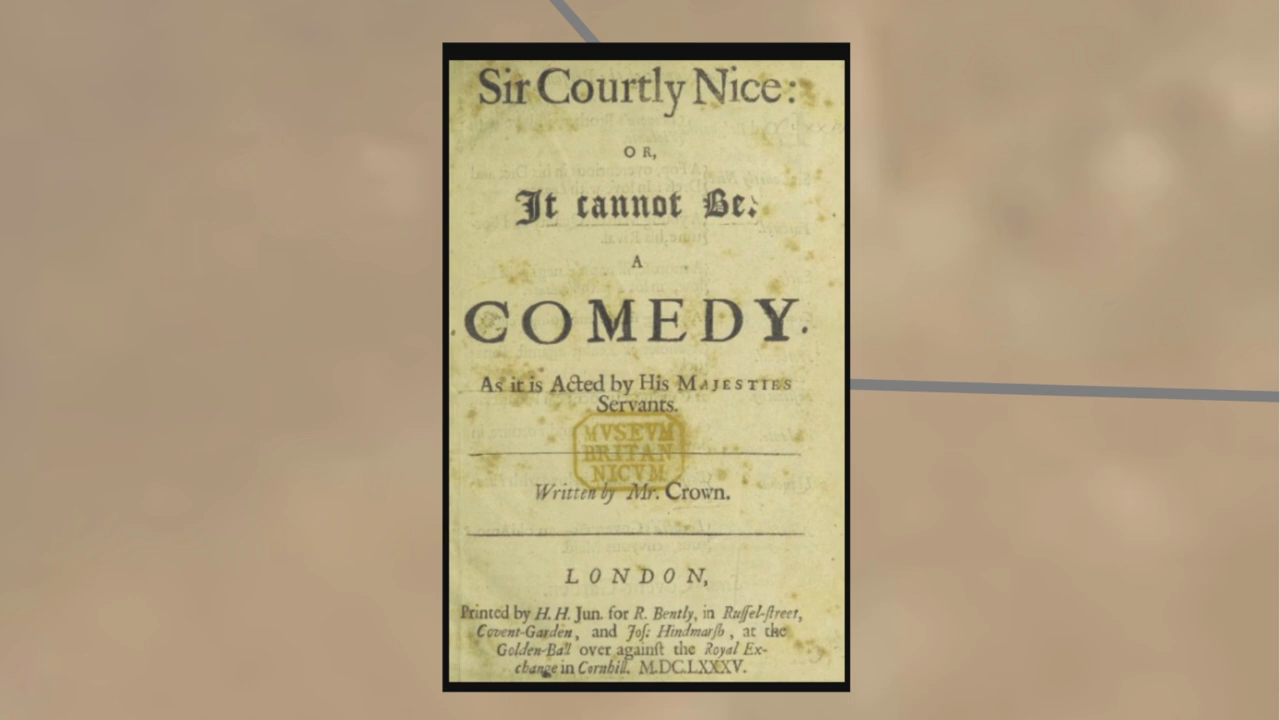 Sir Courtly Nice:
OR,
It cannot Be.
A
COMEDY.
As it is Acted by His MAJESTIES
Servants.
MVSEVM
BRITAN
NICVM
Written by Mr. Crown.
LONDON,
Printed by H. H. Jun. for R. Bently, in Ruſſel-ſtreet,
Covent-Garden, and Joſ: Hindmarſh, at the
Golden-Ball over againſt the Royal Ex-
change in Cornhill. M.DC.LXXXV.